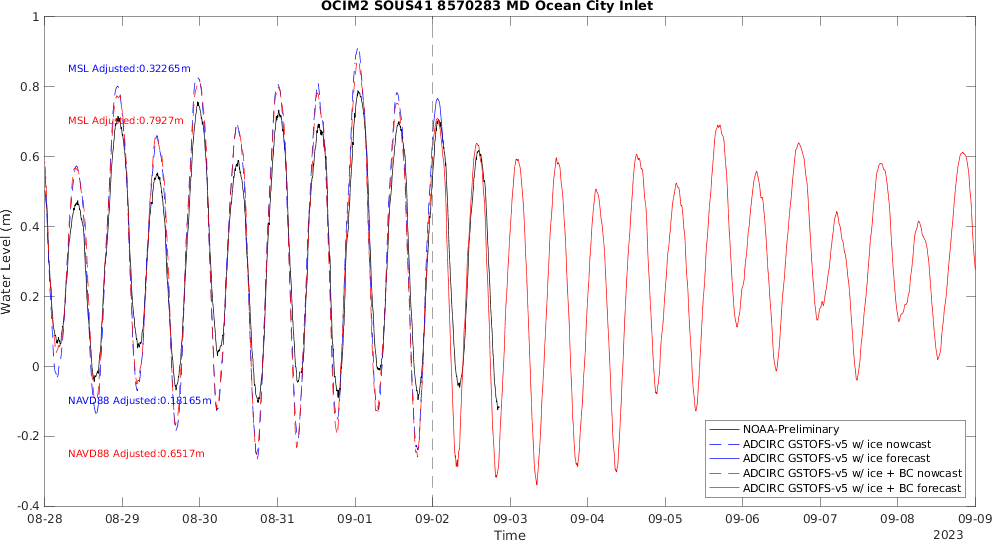 OCIM2 SOUS41 8570283 MD Ocean City Inlet
1
0.8
0.6
0.4
0.2
0
-0.2
-0.4
Water Level (m)
MSL Adjusted:0.32265m
MSL Adjusted:0.7927m
NAVD88 Adjusted:0.18165m
NAVD88 Adjusted:0.6517m
NOAA-Preliminary
ADCIRC GSTOFS-v5 w/ ice nowcast
ADCIRC GSTOFS-v5 w/ ice forecast
ADCIRC GSTOFS-v5 w/ ice + BC nowcast
ADCIRC GSTOFS-v5 w/ ice + BC forecast
08-28 08-29 08-30 08-31 09-01 09-02 09-03 09-04 09-05 09-06 09-07 09-08 09-09
Time
2023